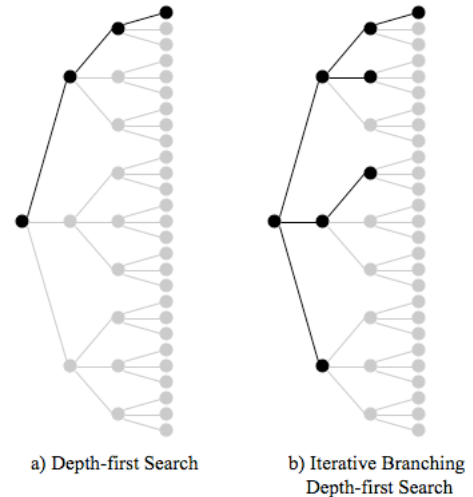 a) Depth-first Search
b) Iterative Branching
Depth-first Search